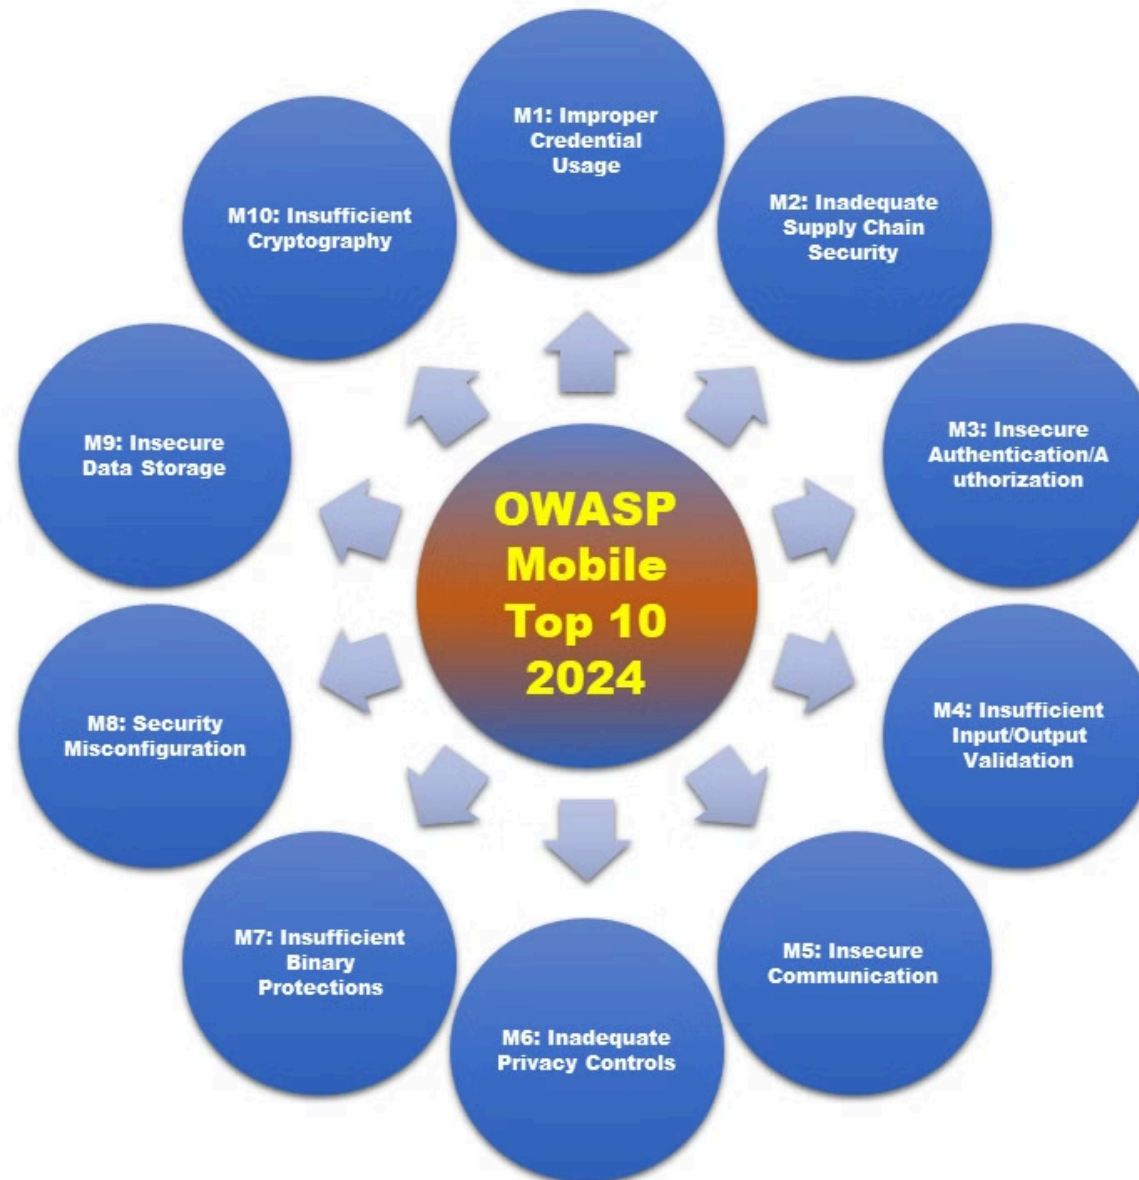 M1: Improper
Credential
Usage
M2: Inadequate
Supply Chain
Security
M3: Insecure
Authentication/A
uthorization
M4: Insufficient
Input/Output
Validation
M5: Insecure
Communication
M6: Inadequate
Privacy Controls
M7: Insufficient
Binary
Protections
M8: Security
Misconfiguration
M9: Insecure
Data Storage
M10: Insufficient
Cryptography
OWASP
Mobile
Top 10
2024